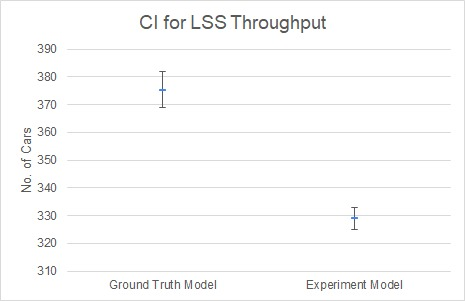 CI for LSS Throughput
390
380
370
360
350
340
330
320
310
No. of Cars
Ground Truth Model
Experiment Model